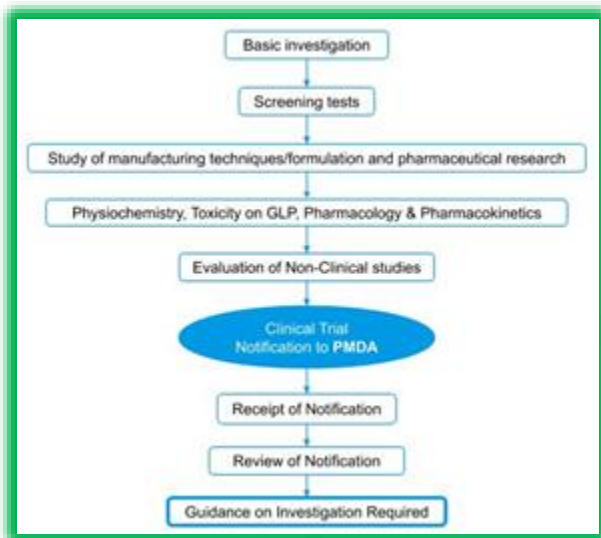 Basic investigation
Screening tests
Study of manufacturing techniques/formulation and pharmaceutical research
Physiochemistry, Toxicity on GLP, Pharmacology & Pharmacokinetics
Evaluation of Non-Clinical studies
Clinical Trial
Notification to PMDA
Receipt of Notification
Review of Notification
Guidance on Investigation Required